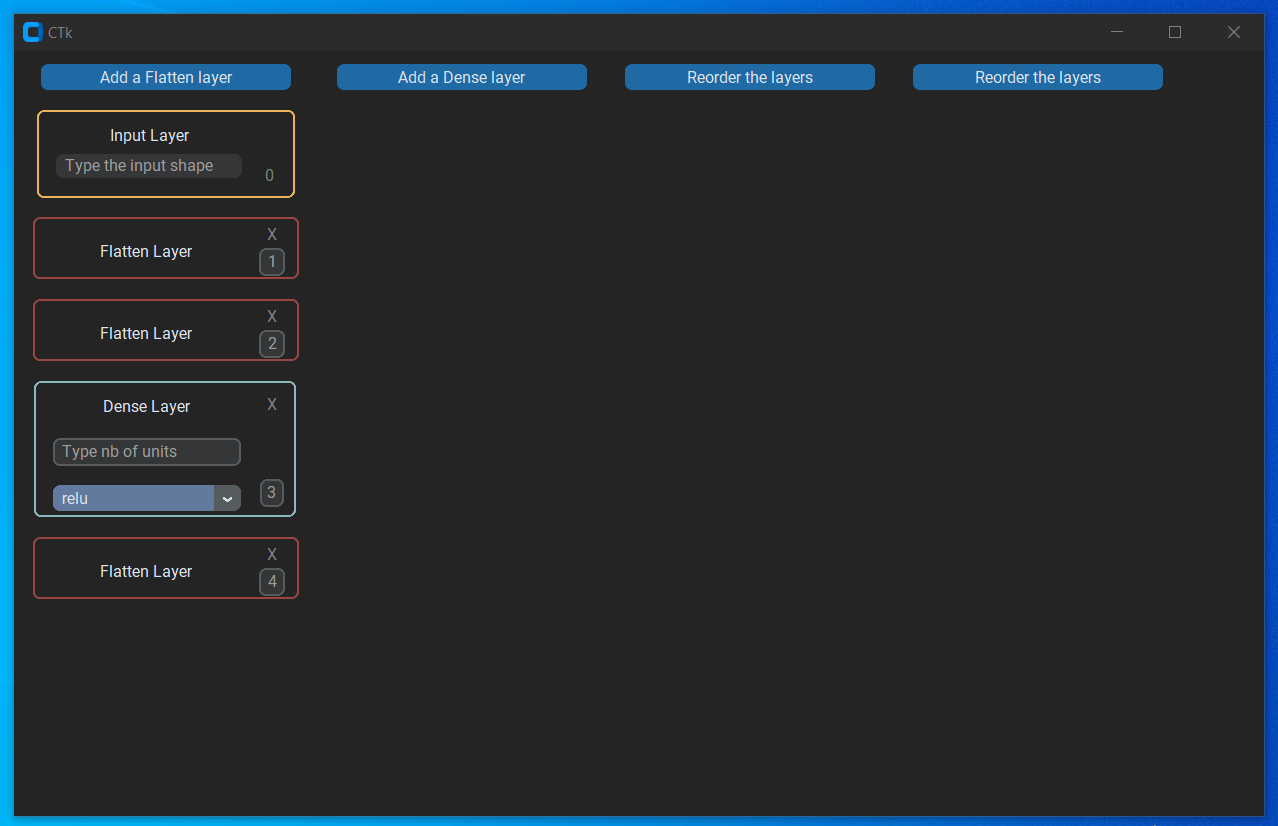 CTk
Add a Flatten layer
Add a Dense layer
Reorder the layers
Reorder the layers
Input Layer
Type the input shape
0
X
Flatten Layer
1
X
Flatten Layer
2
Dense Layer
X
Type nb of units
relu
3
X
Flatten Layer
4